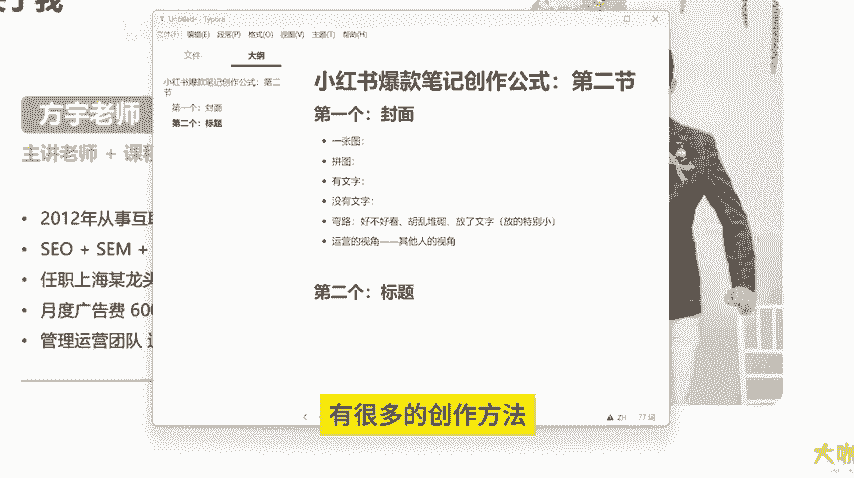 Untitled - Typora
文件(F) 编辑(E) 段落(P) 格式(O) 视图(V) 主题(T) 帮助(H)
文件 大纲
小红书爆款笔记创作公式：第二节
第一个：封面
第二个：标题
小红书爆款笔记创作公式：第二节
第一个：封面
一张图：
拼图：
有文字：
没有文字：
弯路：好不好看、胡乱堆砌、放了文字（放的特别小）
运营的视角——其他人的视角
第二个：标题
ZH 77 词
方宇老师
主讲老师 + 课程
2012年从事互联
SEO + SEM +
任职上海某龙头
月度广告费 600
管理运营团队
有很多的创作方法